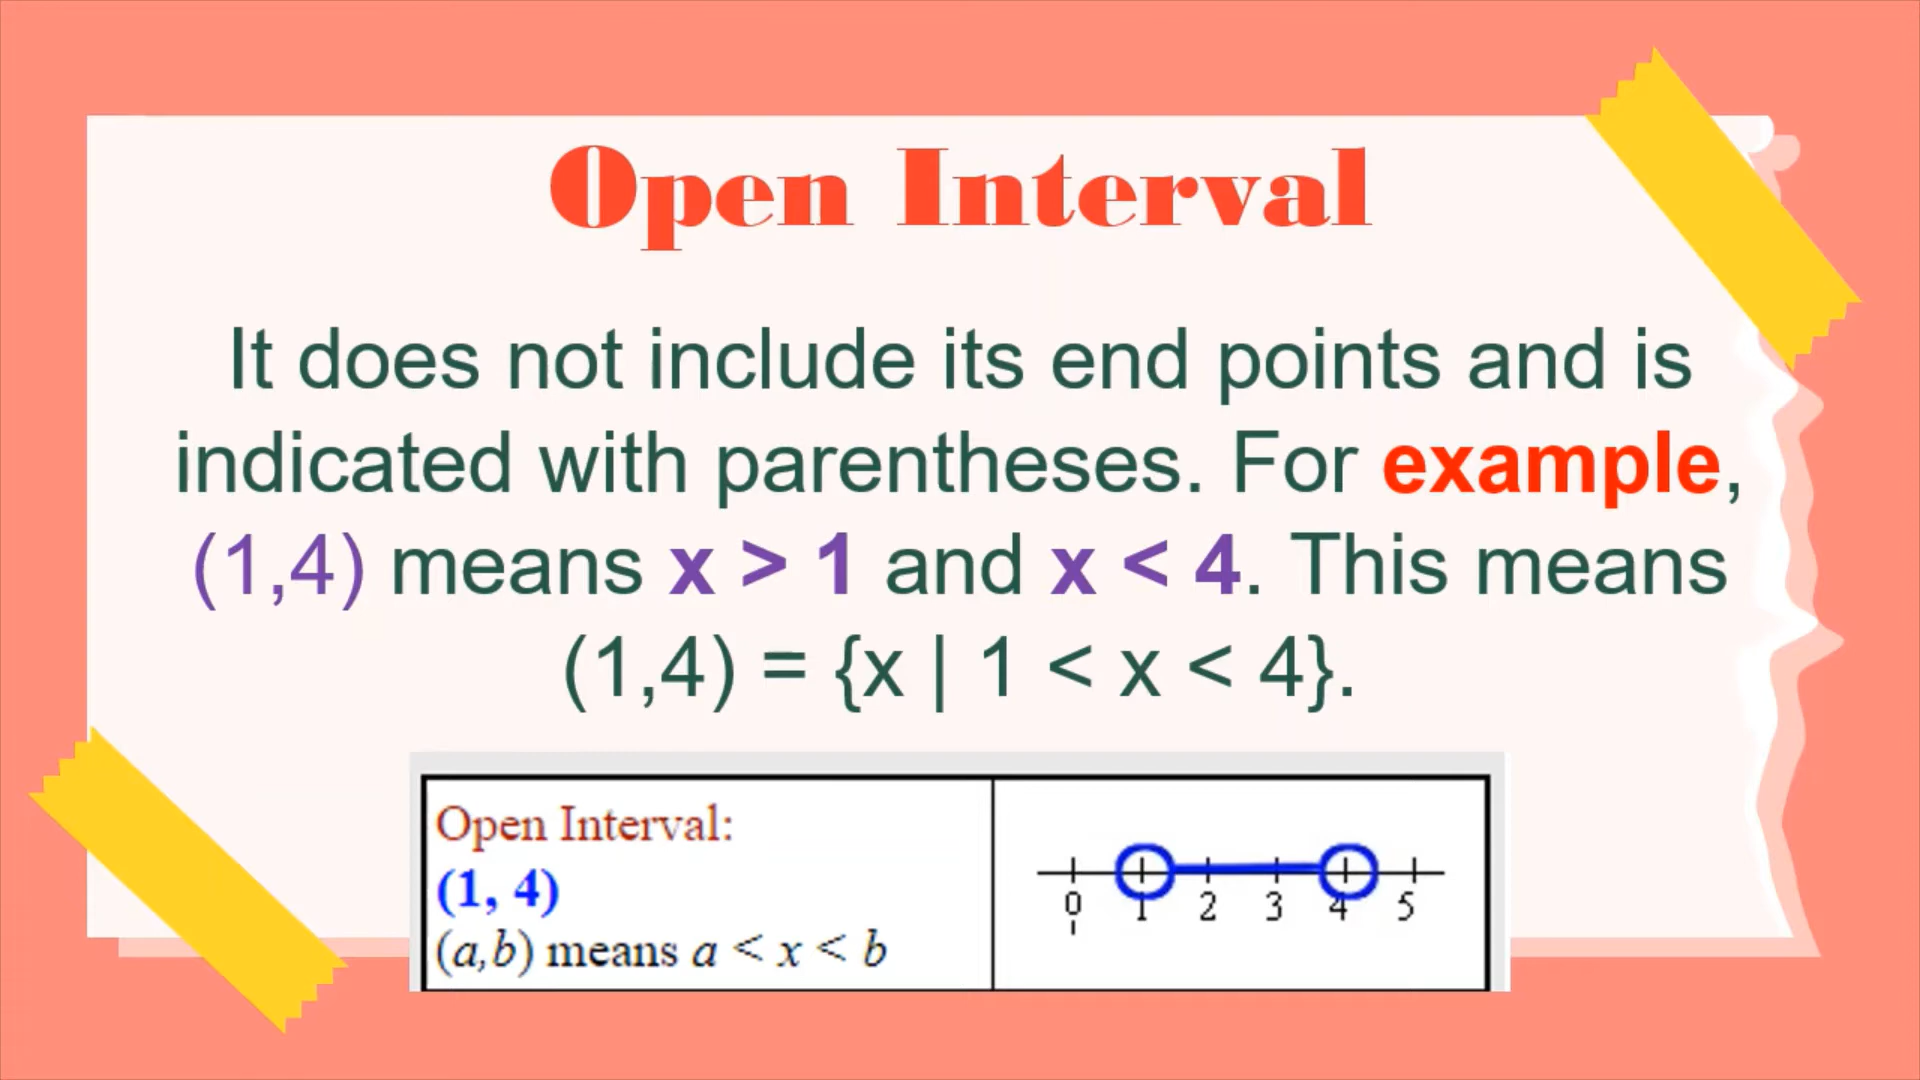 Open Interval
It does not include its end points and is
indicated with parentheses. For example,
(1,4) means x > 1 and x < 4. This means
(1,4) = {x | 1 < x < 4}.
Open Interval:
(1, 4)
(a,b) means a < x < b
0 1 2 3 4 5